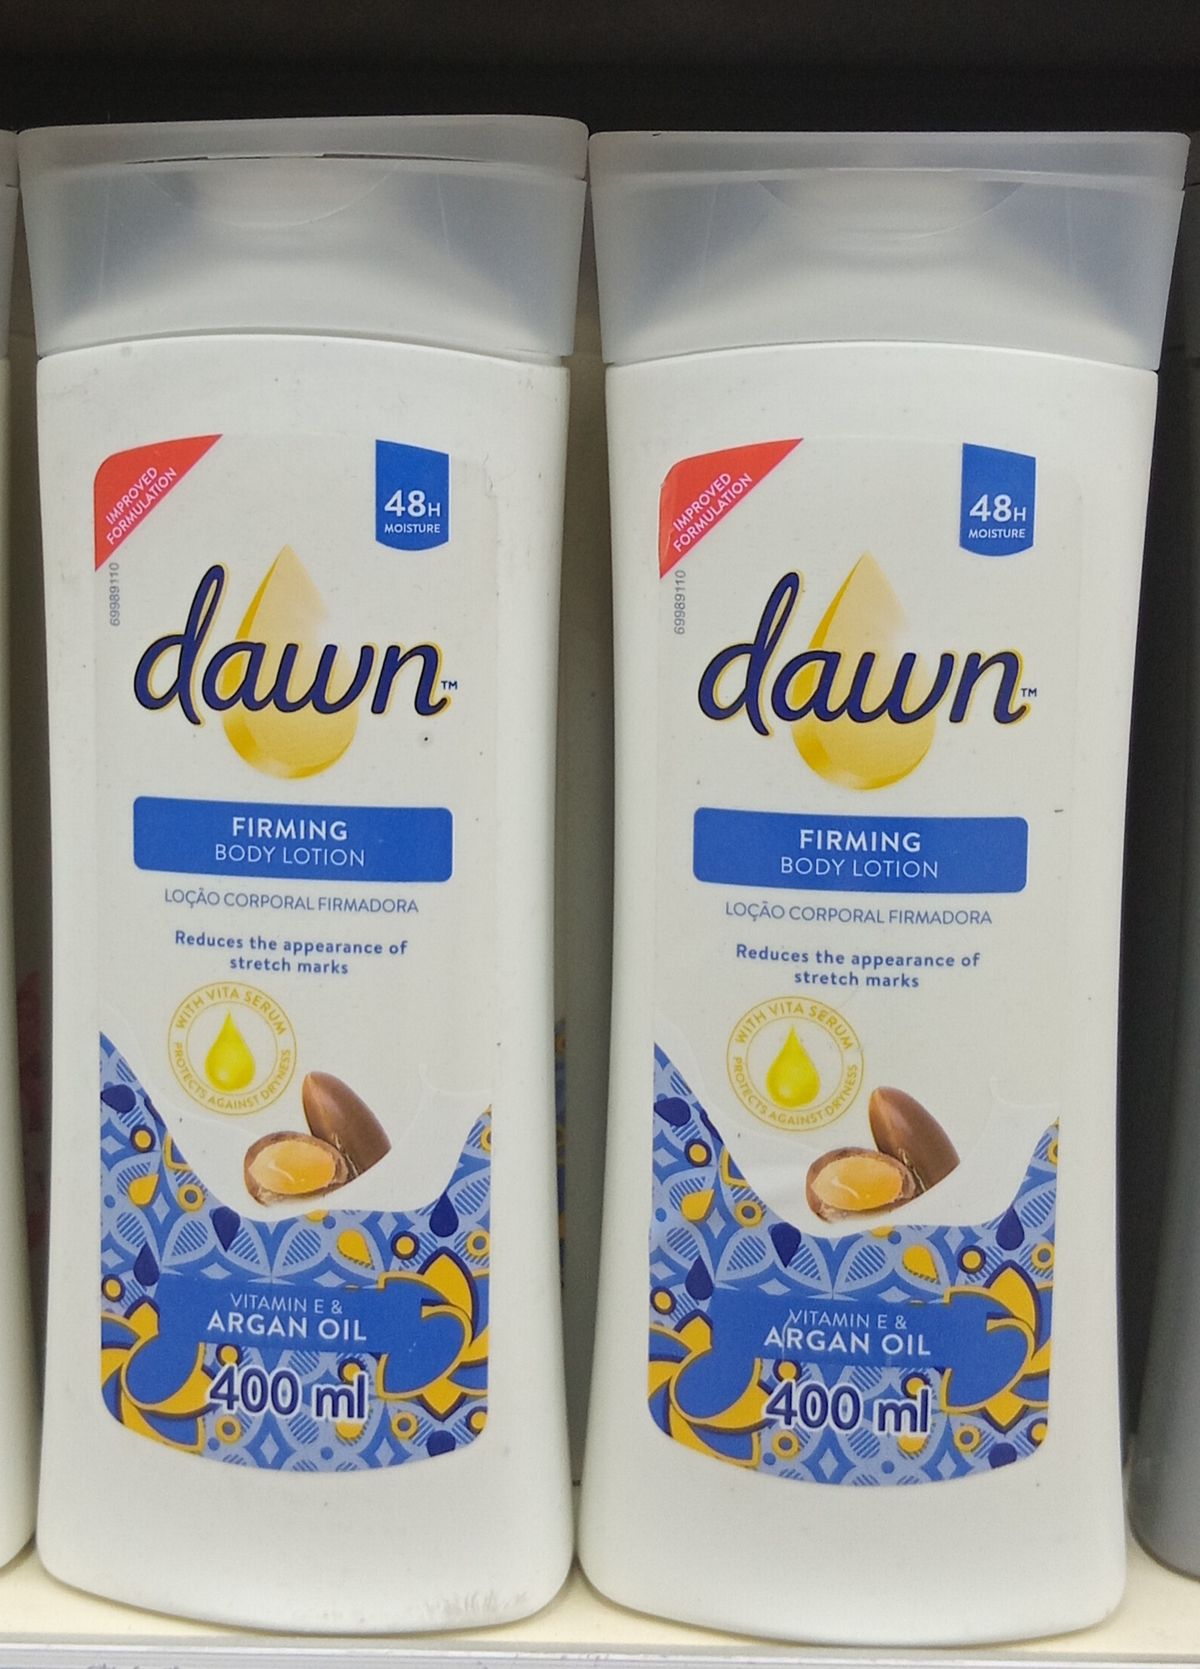 IMPROVED
FORMULATION
48H
MOISTURE
69989110
dawn™
FIRMING
BODY LOTION
LOÇÃO CORPORAL FIRMADORA
Reduces the appearance of
stretch marks
WITH VITA SERUM
PROTECTS AGAINST DRYNESS
VITAMIN E &
ARGAN OIL
400 ml
IMPROVED
FORMULATION
48H
MOISTURE
69989110
dawn™
FIRMING
BODY LOTION
LOÇÃO CORPORAL FIRMADORA
Reduces the appearance of
stretch marks
WITH VITA SERUM
PROTECTS AGAINST DRYNESS
VITAMIN E &
ARGAN OIL
400 ml